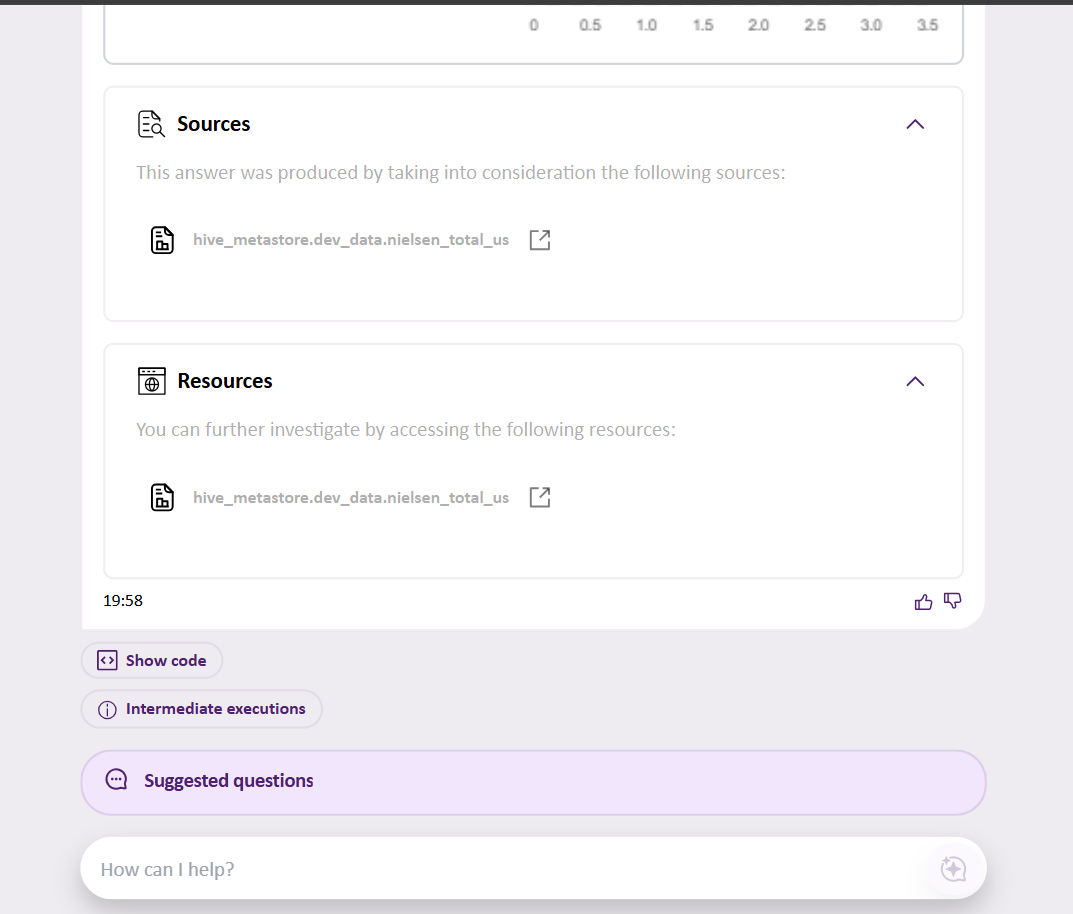 0 0.5 1.0 1.5 2.0 2.5 3.0 3.5
Sources
This answer was produced by taking into consideration the following sources:
hive_metastore.dev_data.nielsen_total_us
Resources
You can further investigate by accessing the following resources:
hive_metastore.dev_data.nielsen_total_us
19:58
Show code
Intermediate executions
Suggested questions
How can I help?